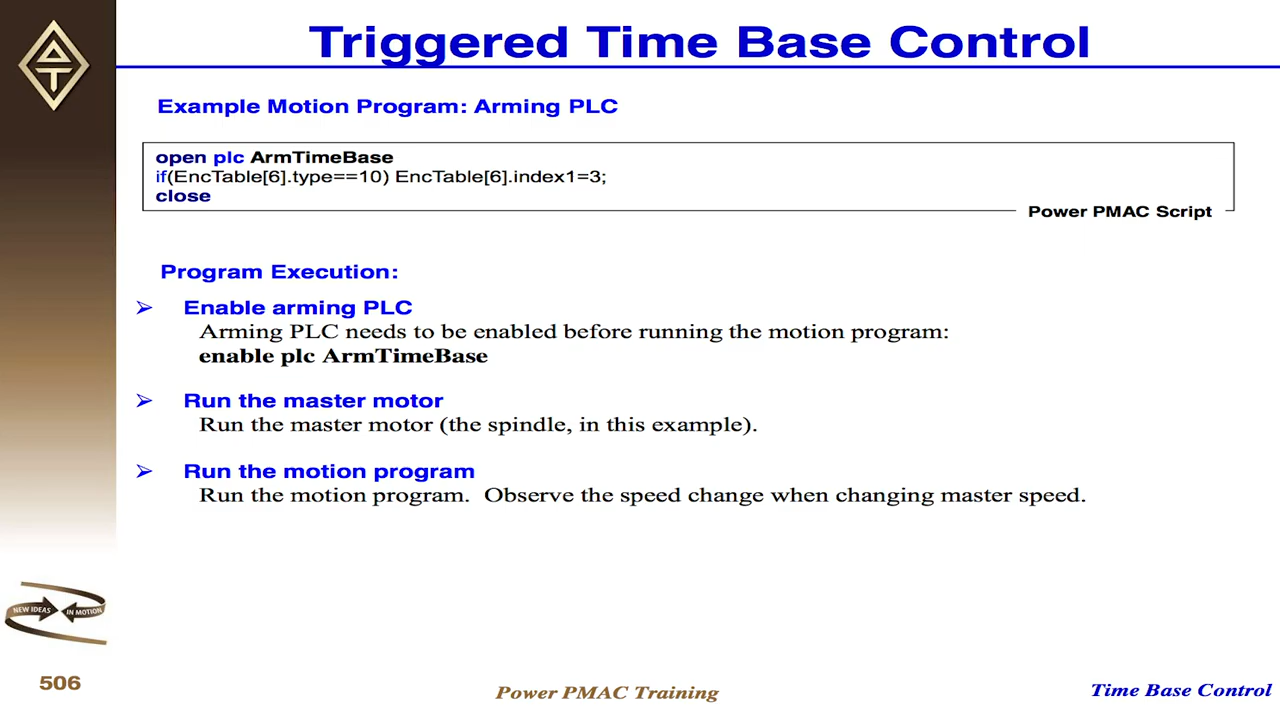 Triggered Time Base Control
Example Motion Program: Arming PLC
open plc ArmTimeBase
if(EncTable[6].type==10) EncTable[6].index1=3;
close
Power PMAC Script
Program Execution:
➢ Enable arming PLC
Arming PLC needs to be enabled before running the motion program:
enable plc ArmTimeBase
➢ Run the master motor
Run the master motor (the spindle, in this example).
➢ Run the motion program
Run the motion program. Observe the speed change when changing master speed.
NEW IDEAS IN MOTION
506
Power PMAC Training
Time Base Control